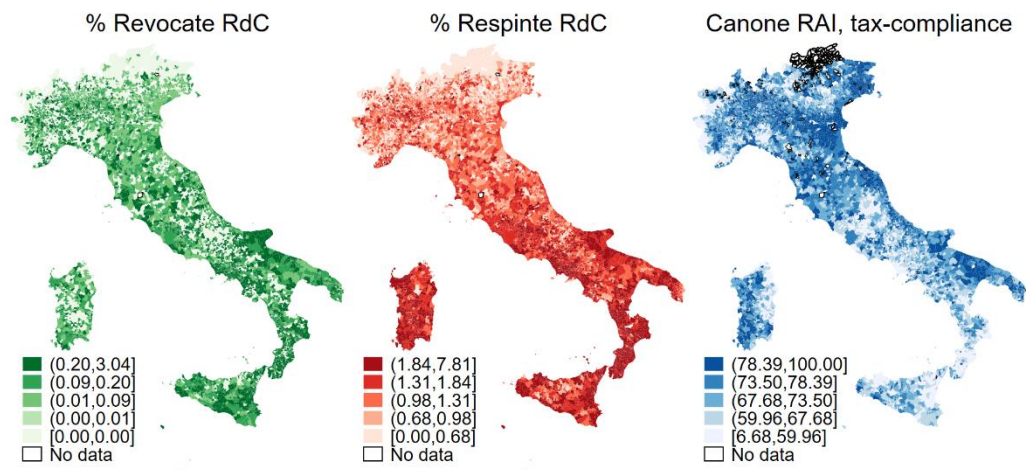 % Revocate RdC
(0.20,3.04]
(0.09,0.20]
(0.01,0.09]
(0.00,0.01]
[0.00,0.00]
No data
% Respinte RdC
(1.84,7.81]
(1.31,1.84]
(0.98,1.31]
(0.68,0.98]
[0.00,0.68]
No data
Canone RAI, tax-compliance
(78.39,100.00]
(73.50,78.39]
(67.68,73.50]
(59.96,67.68]
[6.68,59.96]
No data